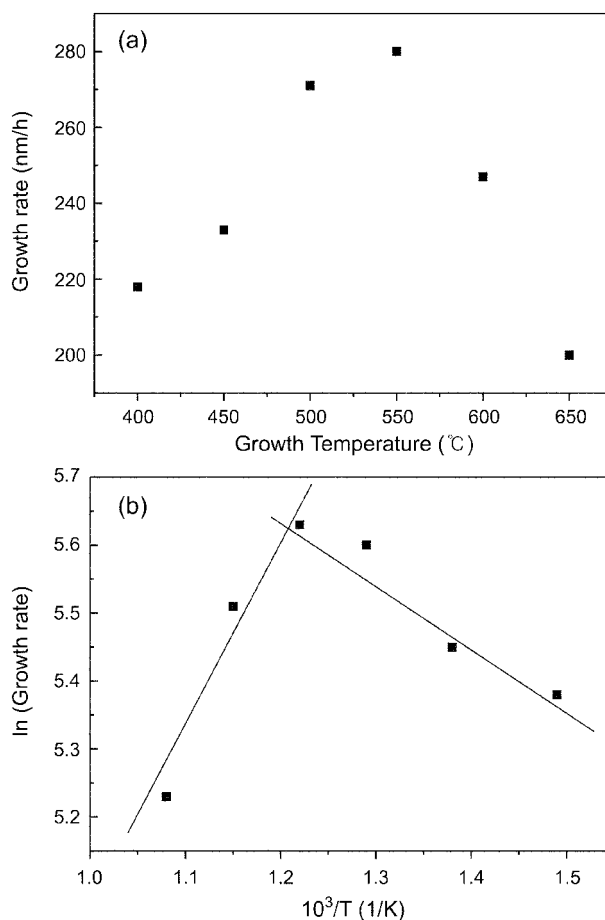 (a)
Growth rate (nm/h)
280
260
240
220
200
400 450 500 550 600 650
Growth Temperature (℃)
(b)
ln (Growth rate)
5.7
5.6
5.5
5.4
5.3
5.2
1.0 1.1 1.2 1.3 1.4 1.5
10³/T (1/K)